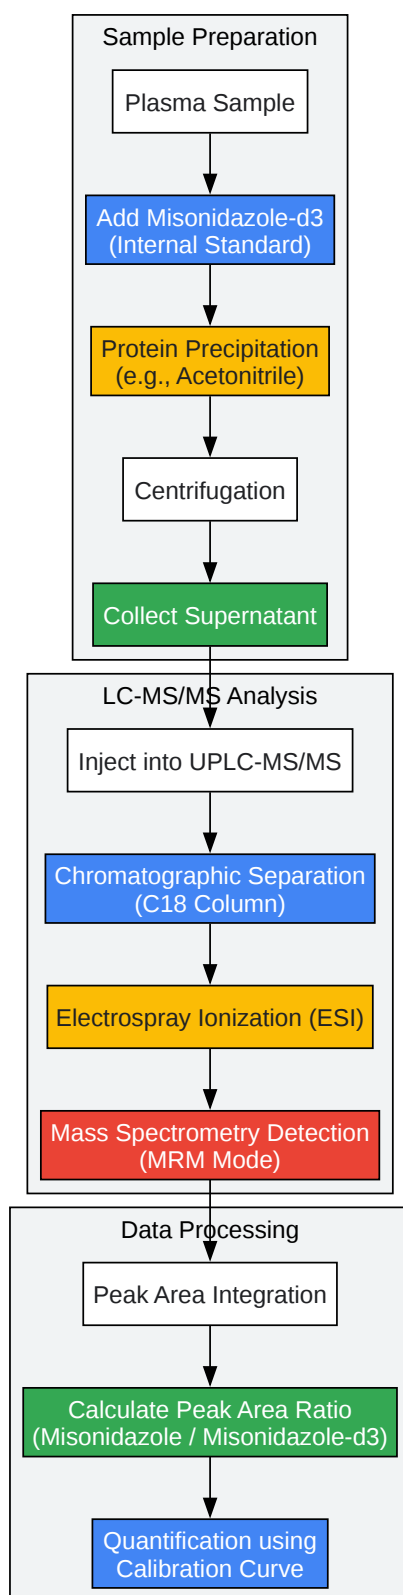 Sample Preparation
Plasma Sample
Add Misonidazole-d3
(Internal Standard)
Protein Precipitation
(e.g., Acetonitrile)
Centrifugation
Collect Supernatant
LC-MS/MS Analysis
Inject into UPLC-MS/MS
Chromatographic Separation
(C18 Column)
Electrospray Ionization (ESI)
Mass Spectrometry Detection
(MRM Mode)
Data Processing
Peak Area Integration
Calculate Peak Area Ratio
(Misonidazole / Misonidazole-d3)
Quantification using
Calibration Curve